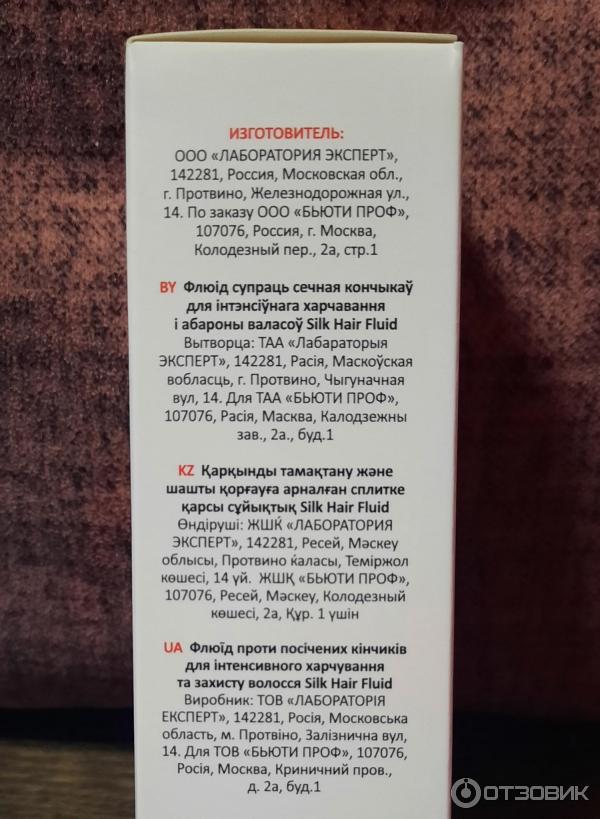 ИЗГОТОВИТЕЛЬ:
ООО «ЛАБОРАТОРИЯ ЭКСПЕРТ»,
142281, Россия, Московская обл.,
г. Протвино, Железнодорожная ул.,
14. По заказу ООО «БЬЮТИ ПРОФ»,
107076, Россия, г. Москва,
Колодезный пер., 2а, стр.1
BY Флюід супраць сечная кончыкаў
для інтэнсіўнага харчавання
і абароны валасоў Silk Hair Fluid
Вытворца: ТАА «Лабараторыя
ЭКСПЕРТ», 142281, Расія, Маскоўская
вобласць, г. Протвино, Чыгуначная
вул, 14. Для ТАА «БЬЮТИ ПРОФ»,
107076, Расія, Масква, Калодзежны
зав., 2а., буд.1
KZ Қарқынды тамақтану және
шашты қорғауға арналған сплитке
қарсы сұйықтық Silk Hair Fluid
Өндіруші: ЖШЌ «ЛАБОРАТОРИЯ
ЭКСПЕРТ», 142281, Ресей, Мәскеу
облысы, Протвино ќаласы, Теміржол
көшесі, 14 үй. ЖШҚ «БЬЮТИ ПРОФ»,
107076, Ресей, Мәскеу, Колодезный
көшесі, 2а, Құр. 1 үшін
UA Флюїд проти посічених кінчиків
для інтенсивного харчування
та захисту волосся Silk Hair Fluid
Виробник: ТОВ «ЛАБОРАТОРІЯ
ЕКСПЕРТ», 142281, Росія, Московська
область, м. Протвіно, Залізнична вул,
14. Для ТОВ «БЬЮТИ ПРОФ», 107076,
Росія, Москва, Криничний пров.,
д. 2а, буд.1
ОТЗОВИК